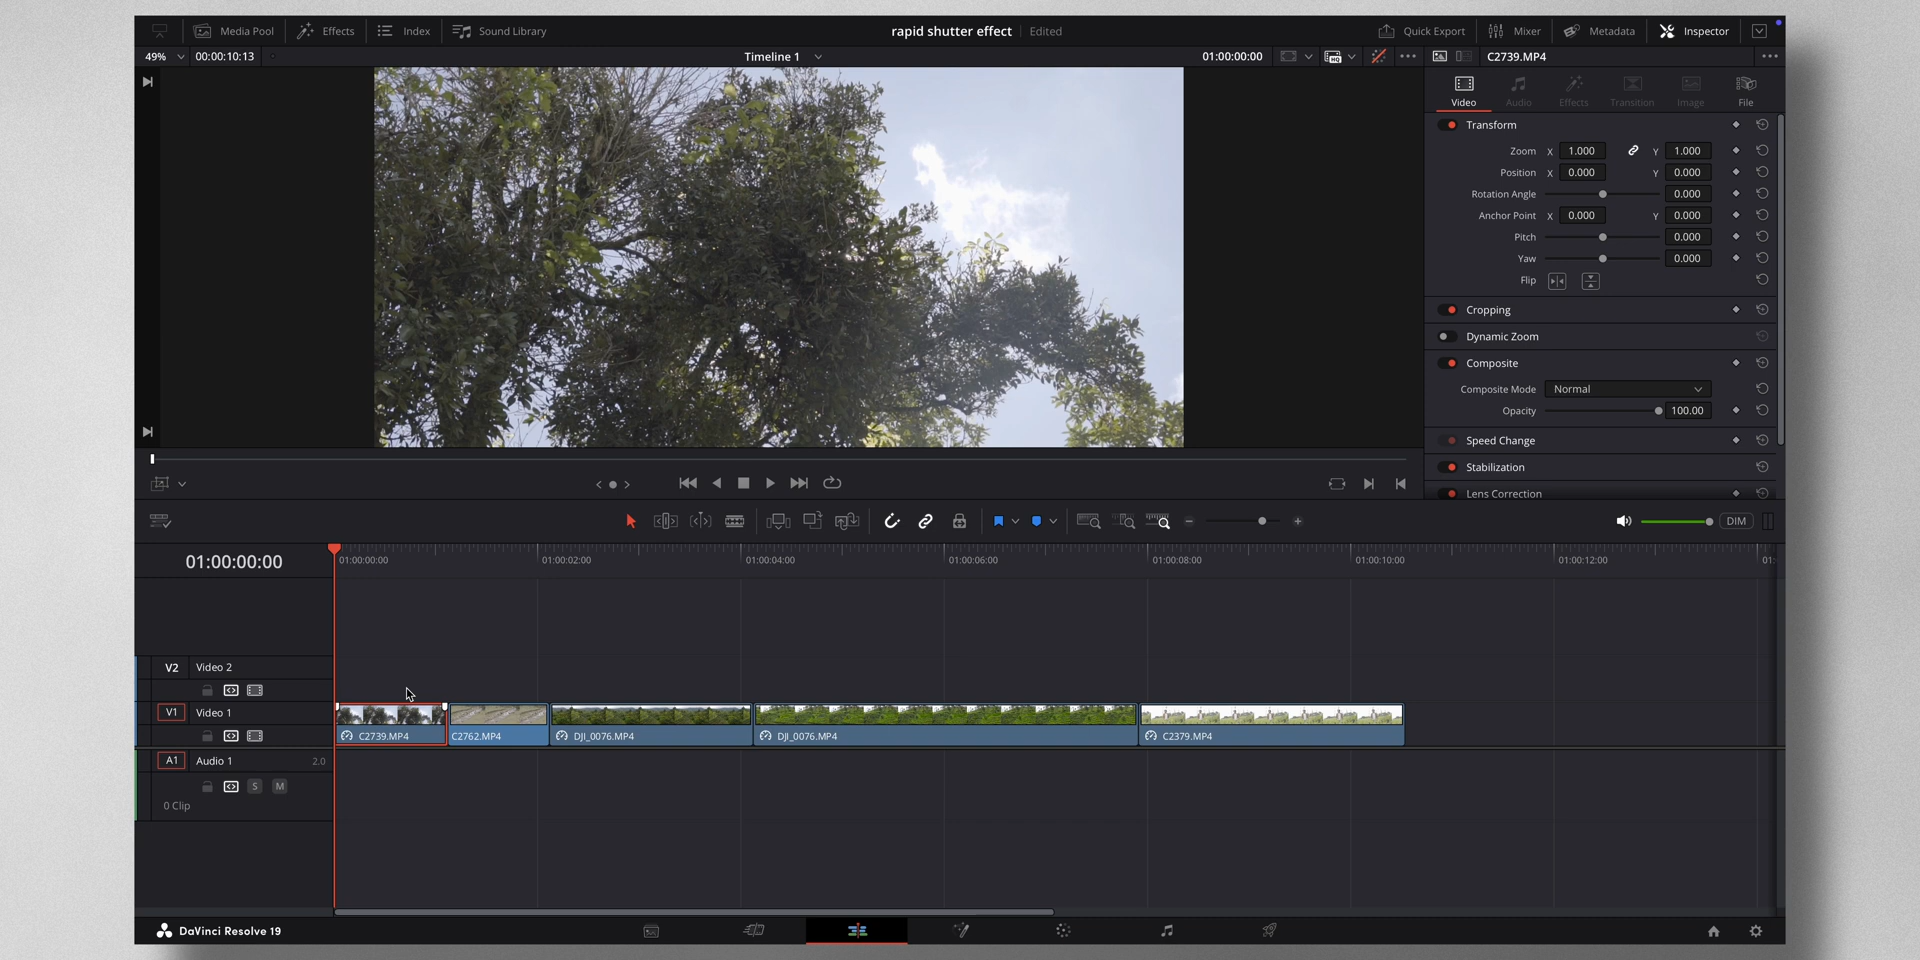 Media Pool Effects Index Sound Library rapid shutter effect Edited Quick Export Mixer Metadata Inspector
49% 00:00:10:13 Timeline 1 01:00:00:00 C2739.MP4
Video Audio Effects Transition Image File
Transform
Zoom X 1.000 Y 1.000
Position X 0.000 Y 0.000
Rotation Angle 0.000
Anchor Point X 0.000 Y 0.000
Pitch 0.000
Yaw 0.000
Flip
Cropping
Dynamic Zoom
Composite
Composite Mode Normal
Opacity 100.00
Speed Change
Stabilization
Lens Correction
DIM
01:00:00:00 01:00:00:00 01:00:02:00 01:00:04:00 01:00:06:00 01:00:08:00 01:00:10:00 01:00:12:00 01:
V2 Video 2
V1 Video 1
C2739.MP4 C2762.MP4 DJI_0076.MP4 DJI_0076.MP4 C2379.MP4
A1 Audio 1 2.0
S M
0 Clip
DaVinci Resolve 19